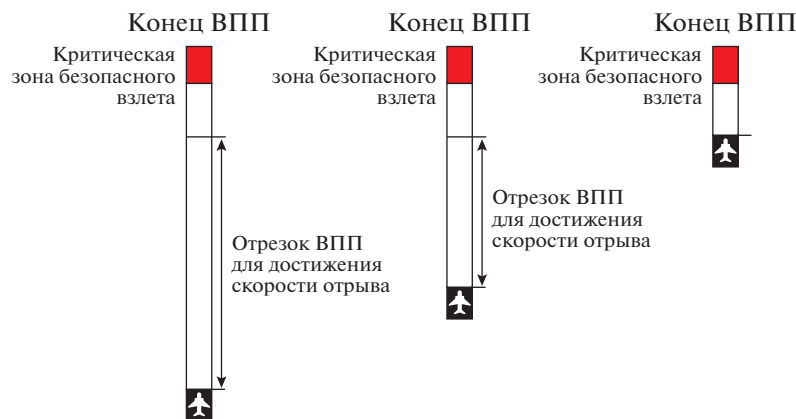 Конец ВПП
Критическая
зона безопасного
взлета
Отрезок ВПП
для достижения
скорости отрыва
Конец ВПП
Критическая
зона безопасного
взлета
Отрезок ВПП
для достижения
скорости отрыва
Конец ВПП
Критическая
зона безопасного
взлета